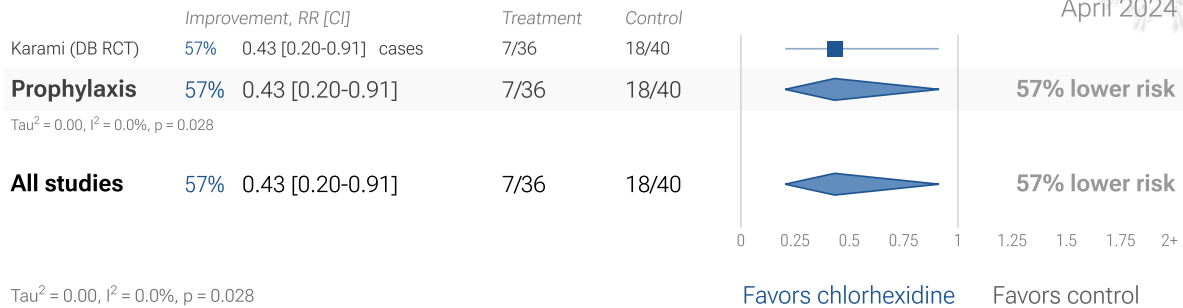 April 2024
Improvement, RR [CI] Treatment Control
Karami (DB RCT) 57% 0.43 [0.20-0.91] cases 7/36 18/40
Prophylaxis 57% 0.43 [0.20-0.91] 7/36 18/40 57% lower risk
Tau² = 0.00, I² = 0.0%, p = 0.028
All studies 57% 0.43 [0.20-0.91] 7/36 18/40 57% lower risk
0 0.25 0.5 0.75 1 1.25 1.5 1.75 2+
Tau² = 0.00, I² = 0.0%, p = 0.028 Favors chlorhexidine Favors control